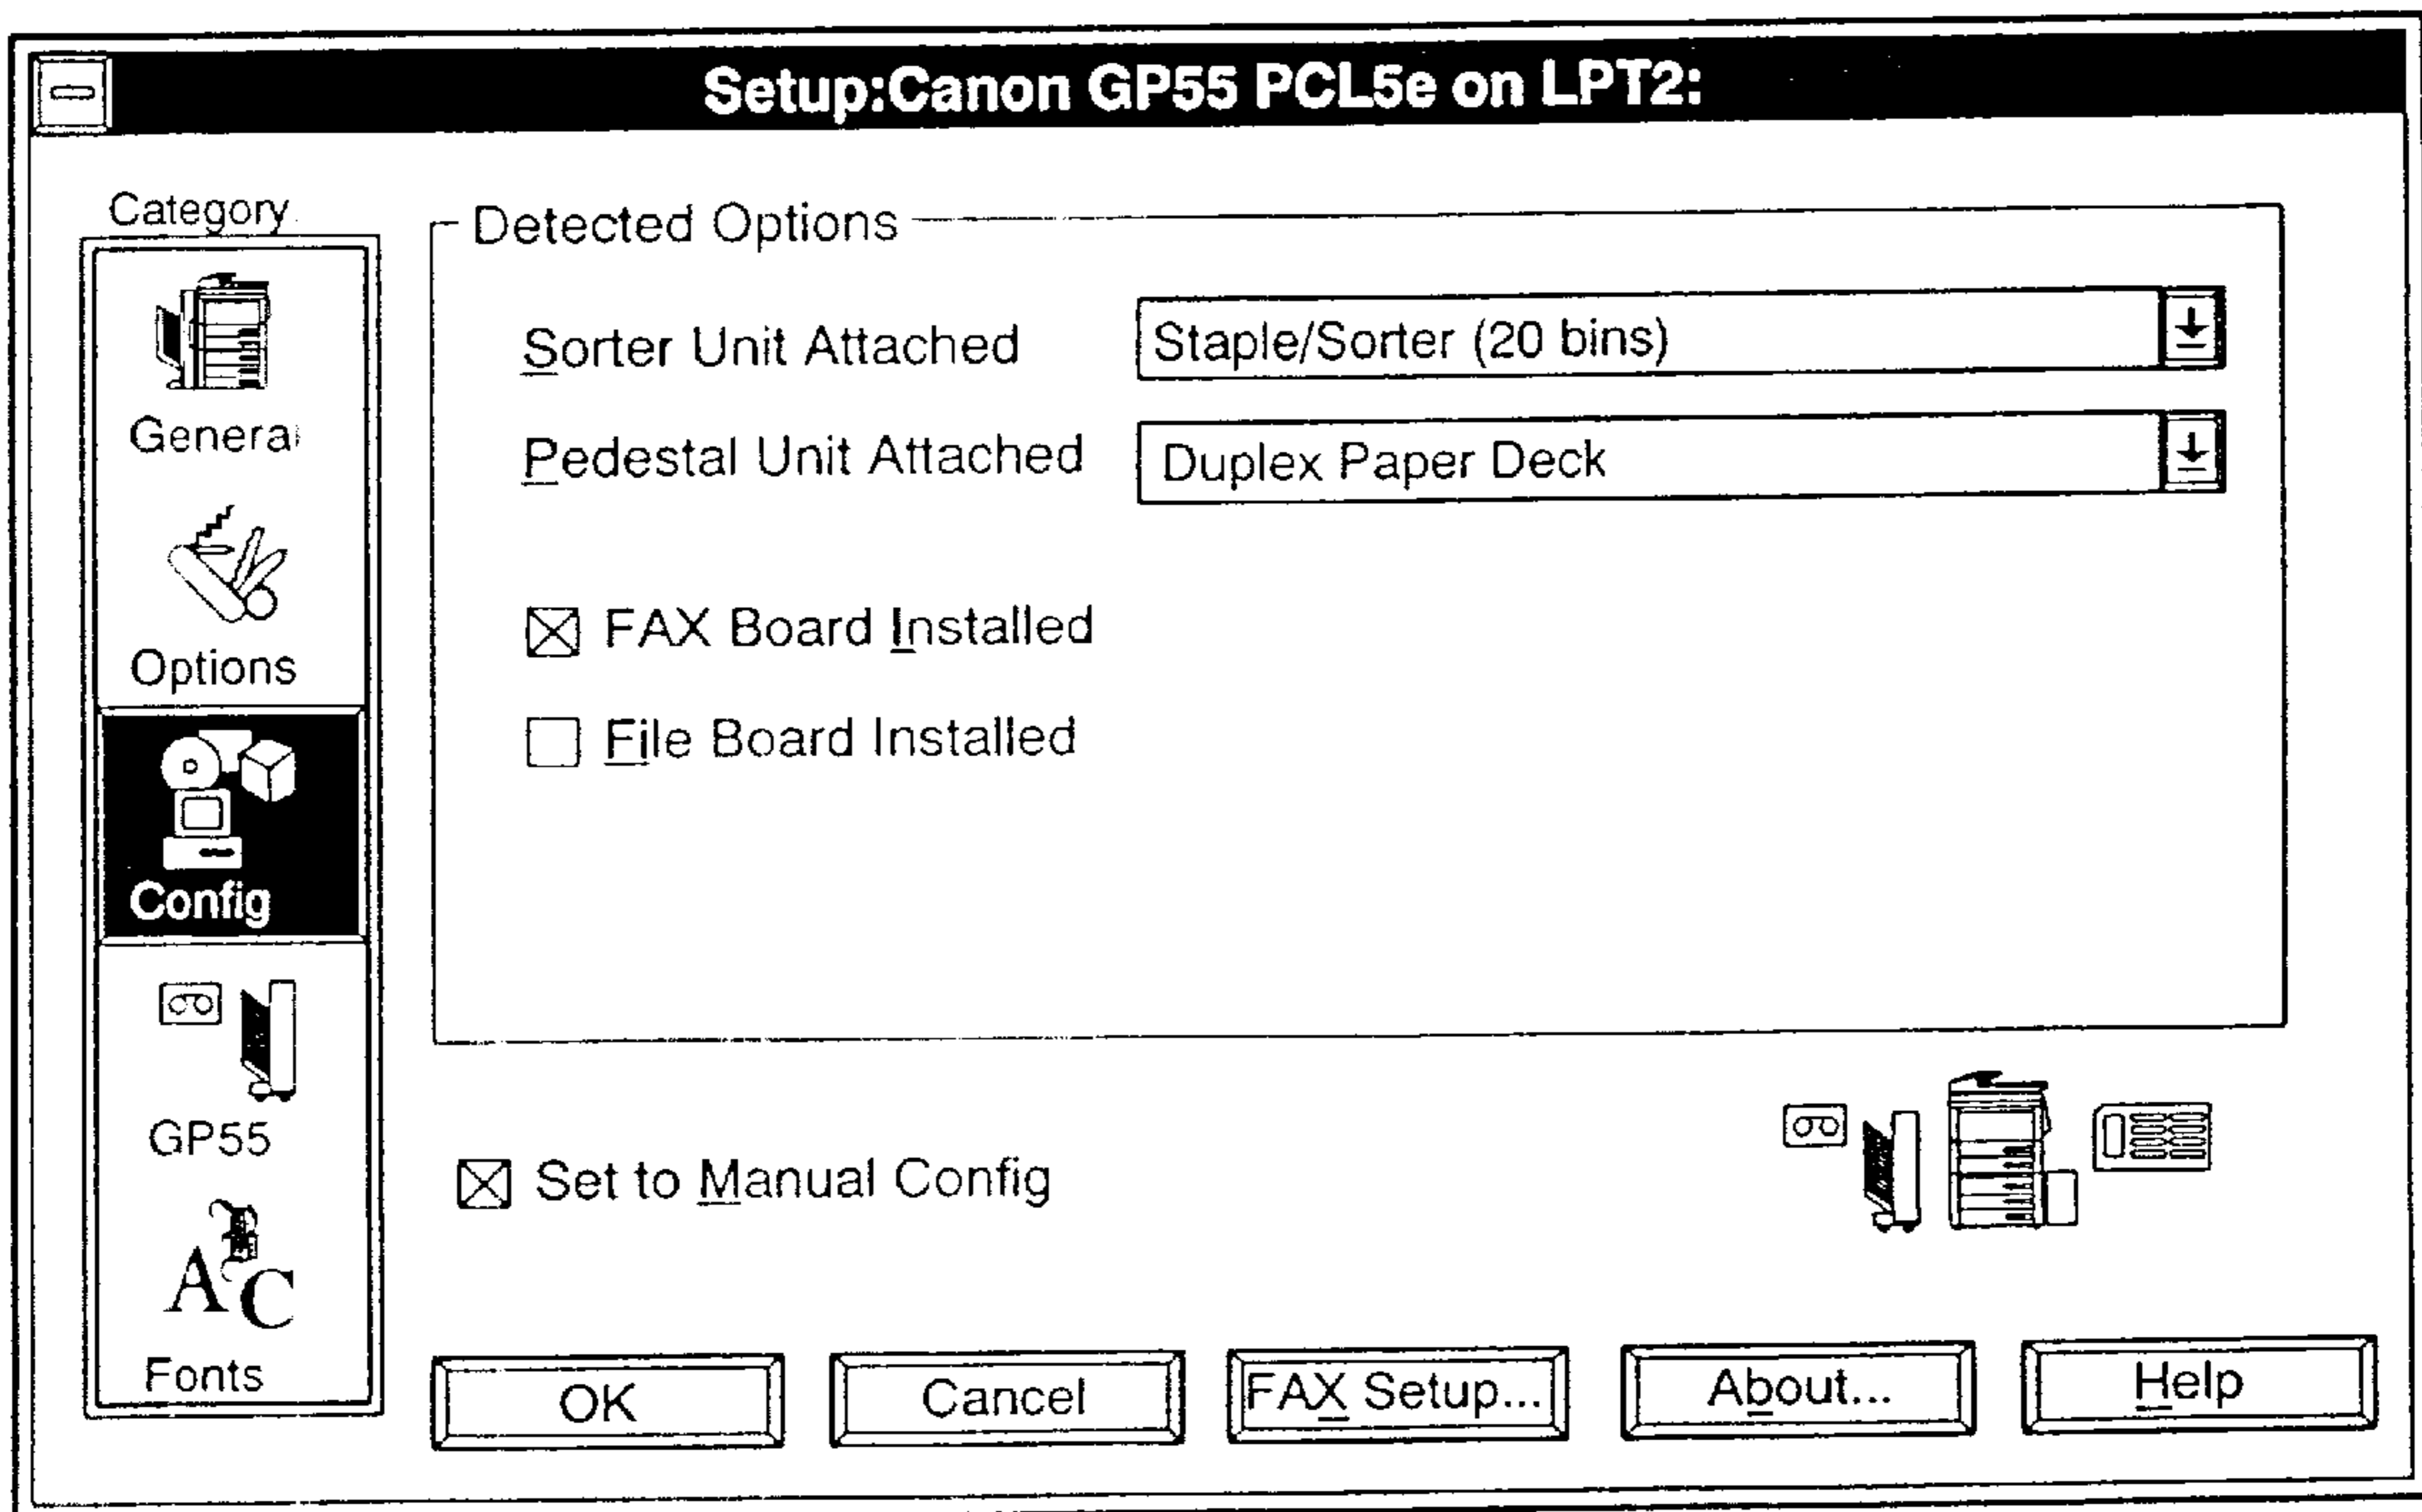 Setup:Canon GP55 PCL5e on LPT2:
Category
General
Options
Config
GP55
A B C
Fonts
Detected Options
Sorter Unit Attached Staple/Sorter (20 bins)
Pedestal Unit Attached Duplex Paper Deck
FAX Board Installed
File Board Installed
Set to Manual Config
OK Cancel FAX Setup... About... Help